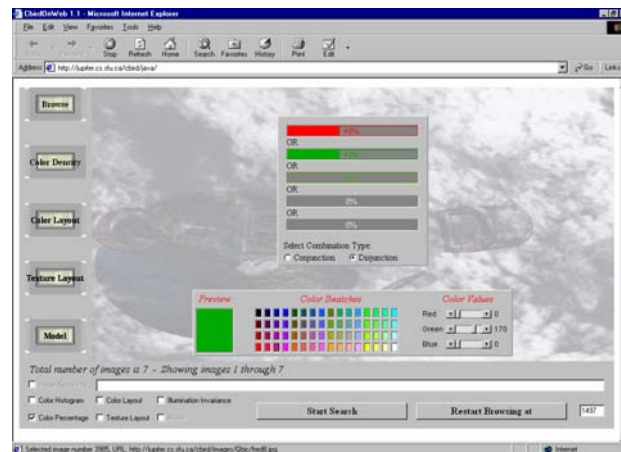 CbirdOnWeb 1.1 - Microsoft Internet Explorer
File Edit View Favorites Tools Help
Stop Refresh Home Search Favorites History Print Edit
Address http://jupiter.cs.sfu.ca/cbird/java/ Go Links
Browse
Color Density
Color Layout
Texture Layout
Model
OR
OR
OR
0%
OR
0%
Select Combination Type:
Conjunction Disjunction
Preview Color Swatches Color Values
Red 0
Green 170
Blue 0
Total number of images is 7 - Showing images 1 through 7
Color Histogram Color Layout Illumination Invariance
Color Percentage Texture Layout
Start Search Restart Browsing at 1437
Internet